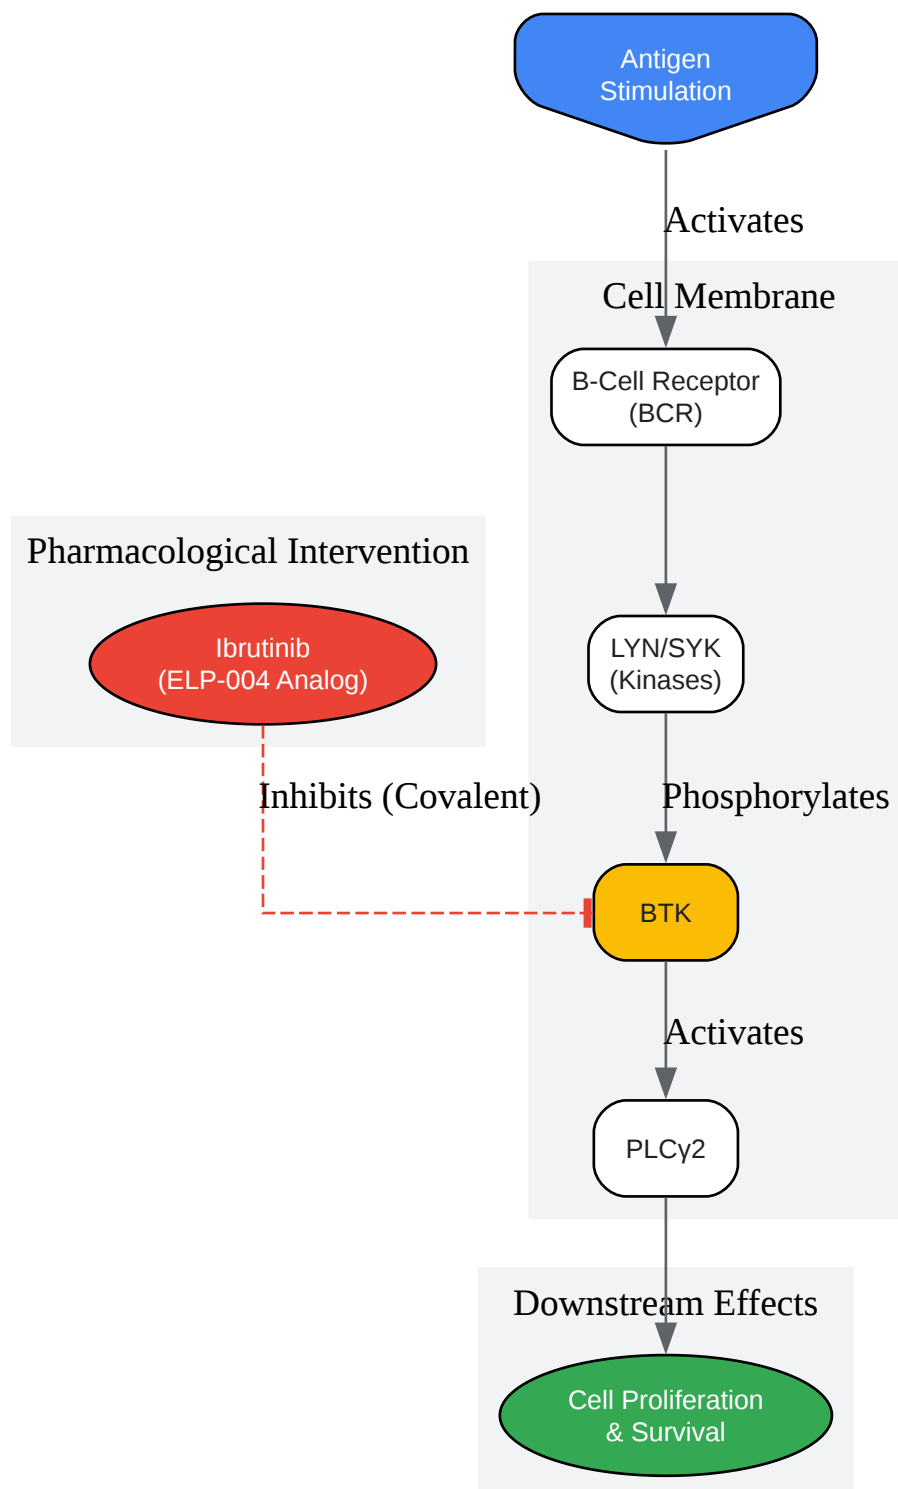 Antigen
Stimulation
Activates
Cell Membrane
B-Cell Receptor
(BCR)
Pharmacological Intervention
Ibrutinib
(ELP-004 Analog)
LYN/SYK
(Kinases)
Inhibits (Covalent)
Phosphorylates
BTK
Activates
PLCγ2
Downstream Effects
Cell Proliferation
& Survival